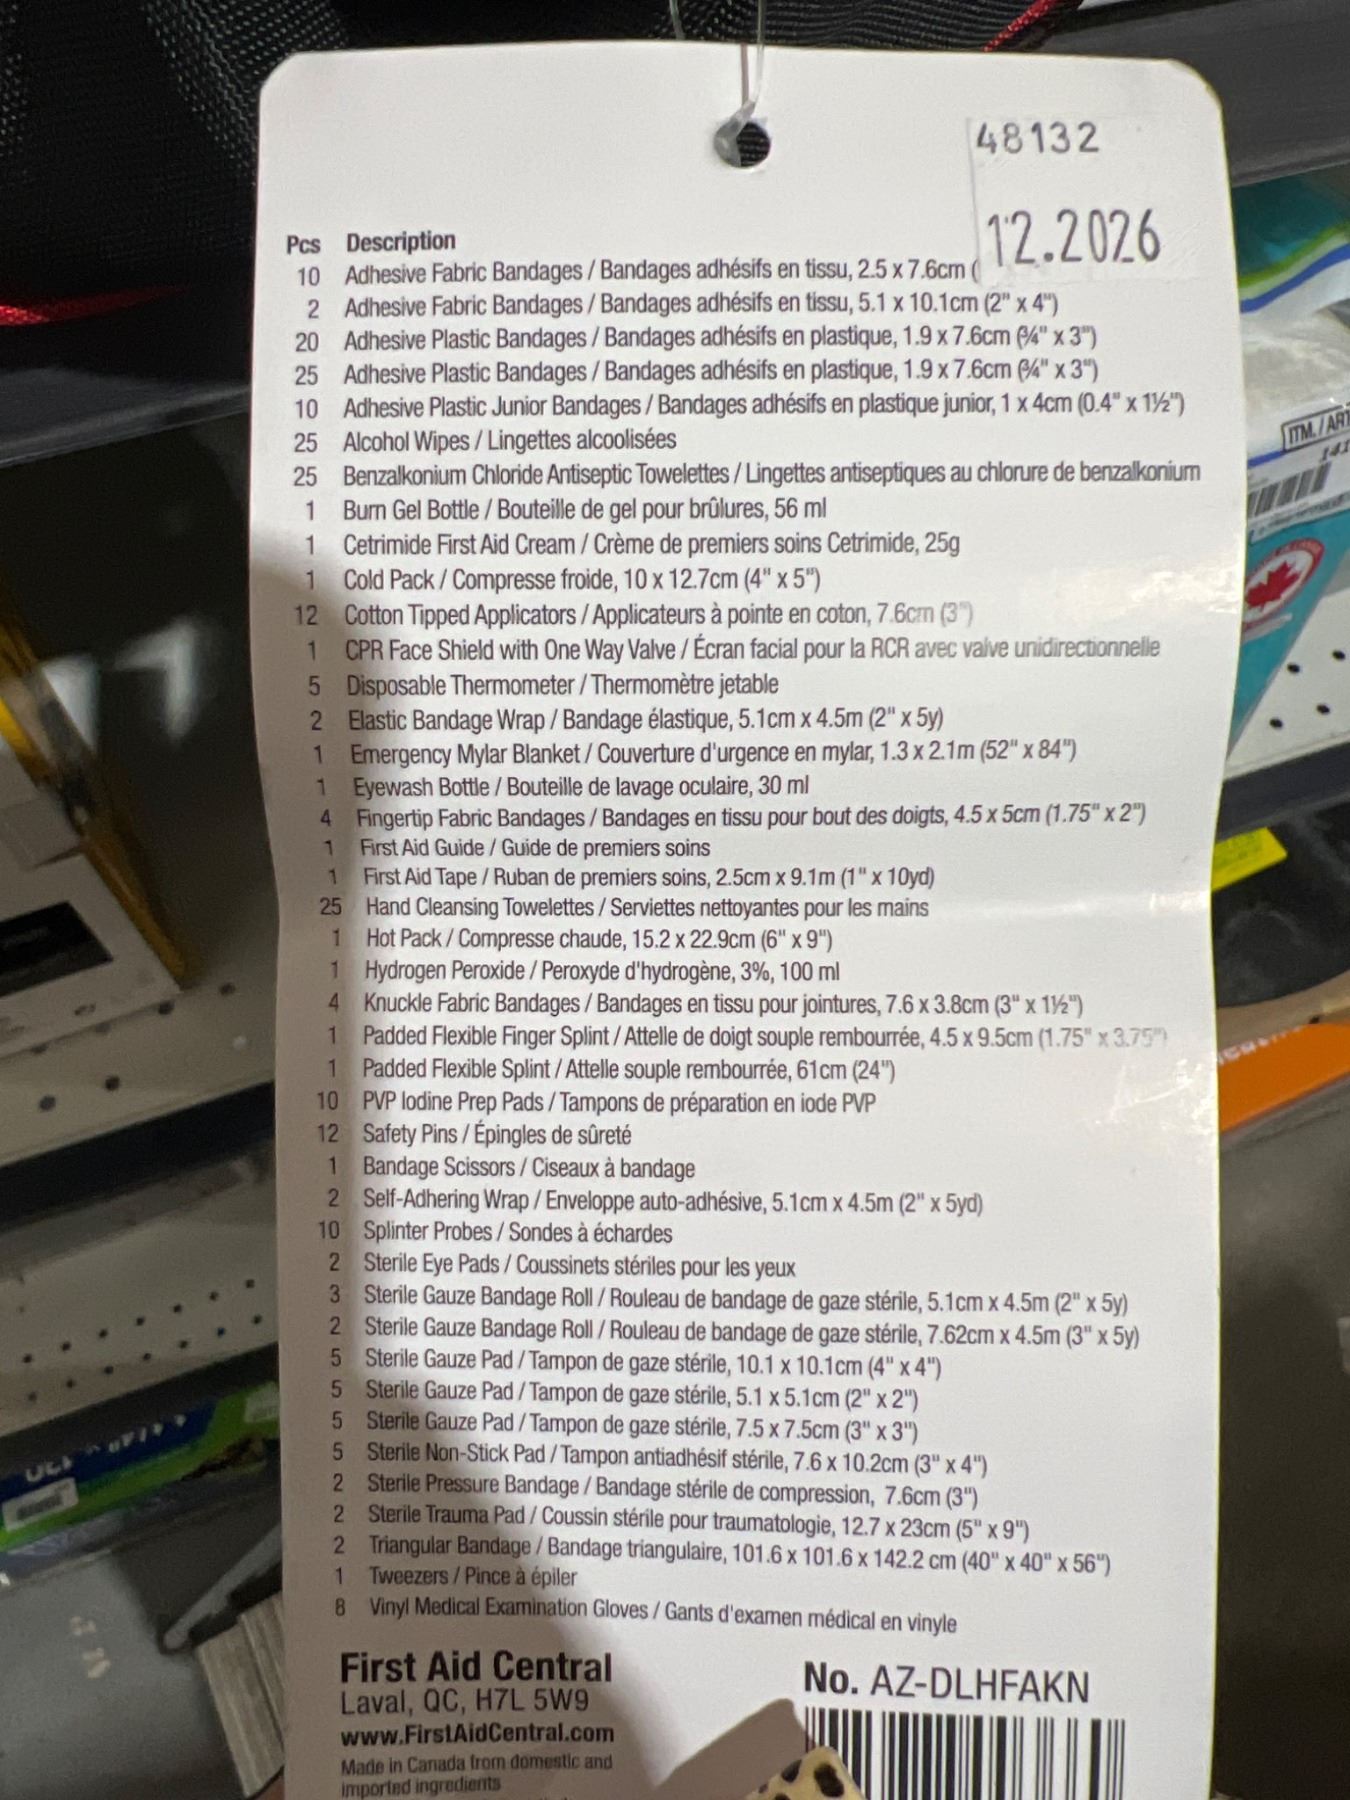 48132
12.2026
Pcs Description
10 Adhesive Fabric Bandages / Bandages adhésifs en tissu, 2.5 x 7.6cm (
2 Adhesive Fabric Bandages / Bandages adhésifs en tissu, 5.1 x 10.1cm (2" x 4")
20 Adhesive Plastic Bandages / Bandages adhésifs en plastique, 1.9 x 7.6cm (¾" x 3")
25 Adhesive Plastic Bandages / Bandages adhésifs en plastique, 1.9 x 7.6cm (¾" x 3")
10 Adhesive Plastic Junior Bandages / Bandages adhésifs en plastique junior, 1 x 4cm (0.4" x 1½")
25 Alcohol Wipes / Lingettes alcoolisées
25 Benzalkonium Chloride Antiseptic Towelettes / Lingettes antiseptiques au chlorure de benzalkonium
1 Burn Gel Bottle / Bouteille de gel pour brûlures, 56 ml
1 Cetrimide First Aid Cream / Crème de premiers soins Cetrimide, 25g
1 Cold Pack / Compresse froide, 10 x 12.7cm (4" x 5")
12 Cotton Tipped Applicators / Applicateurs à pointe en coton, 7.6cm (3")
1 CPR Face Shield with One Way Valve / Écran facial pour la RCR avec valve unidirectionnelle
5 Disposable Thermometer / Thermomètre jetable
2 Elastic Bandage Wrap / Bandage élastique, 5.1cm x 4.5m (2" x 5y)
1 Emergency Mylar Blanket / Couverture d'urgence en mylar, 1.3 x 2.1m (52" x 84")
1 Eyewash Bottle / Bouteille de lavage oculaire, 30 ml
4 Fingertip Fabric Bandages / Bandages en tissu pour bout des doigts, 4.5 x 5cm (1.75" x 2")
1 First Aid Guide / Guide de premiers soins
1 First Aid Tape / Ruban de premiers soins, 2.5cm x 9.1m (1" x 10yd)
25 Hand Cleansing Towelettes / Serviettes nettoyantes pour les mains
1 Hot Pack / Compresse chaude, 15.2 x 22.9cm (6" x 9")
1 Hydrogen Peroxide / Peroxyde d'hydrogène, 3%, 100 ml
4 Knuckle Fabric Bandages / Bandages en tissu pour jointures, 7.6 x 3.8cm (3" x 1½")
1 Padded Flexible Finger Splint / Attelle de doigt souple rembourrée, 4.5 x 9.5cm (1.75" x 3.75")
1 Padded Flexible Splint / Attelle souple rembourrée, 61cm (24")
10 PVP Iodine Prep Pads / Tampons de préparation en iode PVP
12 Safety Pins / Épingles de sûreté
1 Bandage Scissors / Ciseaux à bandage
2 Self-Adhering Wrap / Enveloppe auto-adhésive, 5.1cm x 4.5m (2" x 5yd)
10 Splinter Probes / Sondes à échardes
2 Sterile Eye Pads / Coussinets stériles pour les yeux
3 Sterile Gauze Bandage Roll / Rouleau de bandage de gaze stérile, 5.1cm x 4.5m (2" x 5y)
2 Sterile Gauze Bandage Roll / Rouleau de bandage de gaze stérile, 7.62cm x 4.5m (3" x 5y)
5 Sterile Gauze Pad / Tampon de gaze stérile, 10.1 x 10.1cm (4" x 4")
5 Sterile Gauze Pad / Tampon de gaze stérile, 5.1 x 5.1cm (2" x 2")
5 Sterile Gauze Pad / Tampon de gaze stérile, 7.5 x 7.5cm (3" x 3")
5 Sterile Non-Stick Pad / Tampon antiadhésif stérile, 7.6 x 10.2cm (3" x 4")
2 Sterile Pressure Bandage / Bandage stérile de compression, 7.6cm (3")
2 Sterile Trauma Pad / Coussin stérile pour traumatologie, 12.7 x 23cm (5" x 9")
2 Triangular Bandage / Bandage triangulaire, 101.6 x 101.6 x 142.2 cm (40" x 40" x 56")
1 Tweezers / Pince à épiler
8 Vinyl Medical Examination Gloves / Gants d'examen médical en vinyle
First Aid Central
Laval, QC, H7L 5W9
www.FirstAidCentral.com
Made in Canada from domestic and
imported ingredients
No. AZ-DLHFAKN
ITM. / ART
141